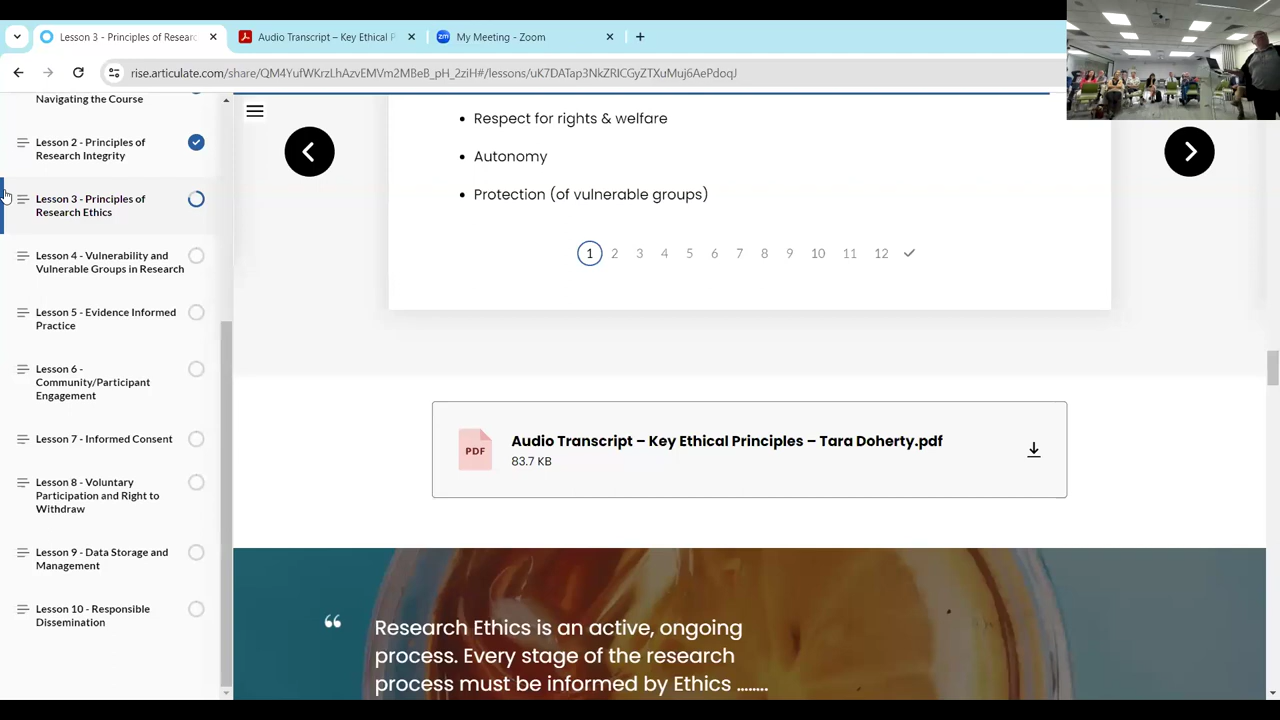 Lesson 3 - Principles of Researc
Audio Transcript – Key Ethical P
My Meeting - Zoom
rise.articulate.com/share/QM4YufWKrzLhAzvEMVm2MBeB_pH_2ziH#/lessons/uK7DATap3NkZRICGyZTXuMuj6AePdoqJ
Navigating the Course
Lesson 2 - Principles of
Research Integrity
Lesson 3 - Principles of
Research Ethics
Lesson 4 - Vulnerability and
Vulnerable Groups in Research
Lesson 5 - Evidence Informed
Practice
Lesson 6 -
Community/Participant
Engagement
Lesson 7 - Informed Consent
Lesson 8 - Voluntary
Participation and Right to
Withdraw
Lesson 9 - Data Storage and
Management
Lesson 10 - Responsible
Dissemination
• Respect for rights & welfare
• Autonomy
• Protection (of vulnerable groups)
1 2 3 4 5 6 7 8 9 10 11 12
PDF
Audio Transcript – Key Ethical Principles – Tara Doherty.pdf
83.7 KB
“ Research Ethics is an active, ongoing
process. Every stage of the research
process must be informed by Ethics ........